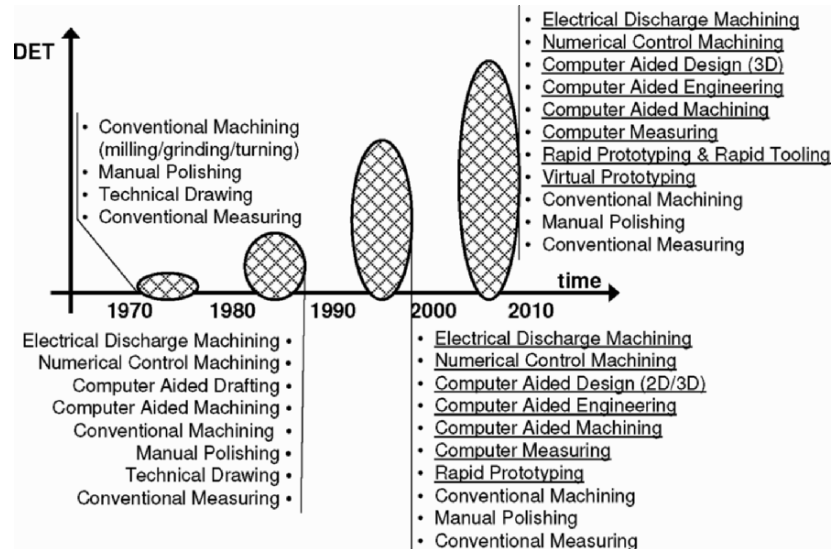 DET
• Conventional Machining
(milling/grinding/turning)
• Manual Polishing
• Technical Drawing
• Conventional Measuring
• Electrical Discharge Machining
• Numerical Control Machining
• Computer Aided Design (3D)
• Computer Aided Engineering
• Computer Aided Machining
• Computer Measuring
• Rapid Prototyping & Rapid Tooling
• Virtual Prototyping
• Conventional Machining
• Manual Polishing
• Conventional Measuring
time
1970 1980 1990 2000 2010
Electrical Discharge Machining •
Numerical Control Machining •
Computer Aided Drafting •
Computer Aided Machining •
Conventional Machining •
Manual Polishing •
Technical Drawing •
Conventional Measuring •
• Electrical Discharge Machining
• Numerical Control Machining
• Computer Aided Design (2D/3D)
• Computer Aided Engineering
• Computer Aided Machining
• Computer Measuring
• Rapid Prototyping
• Conventional Machining
• Manual Polishing
• Conventional Measuring